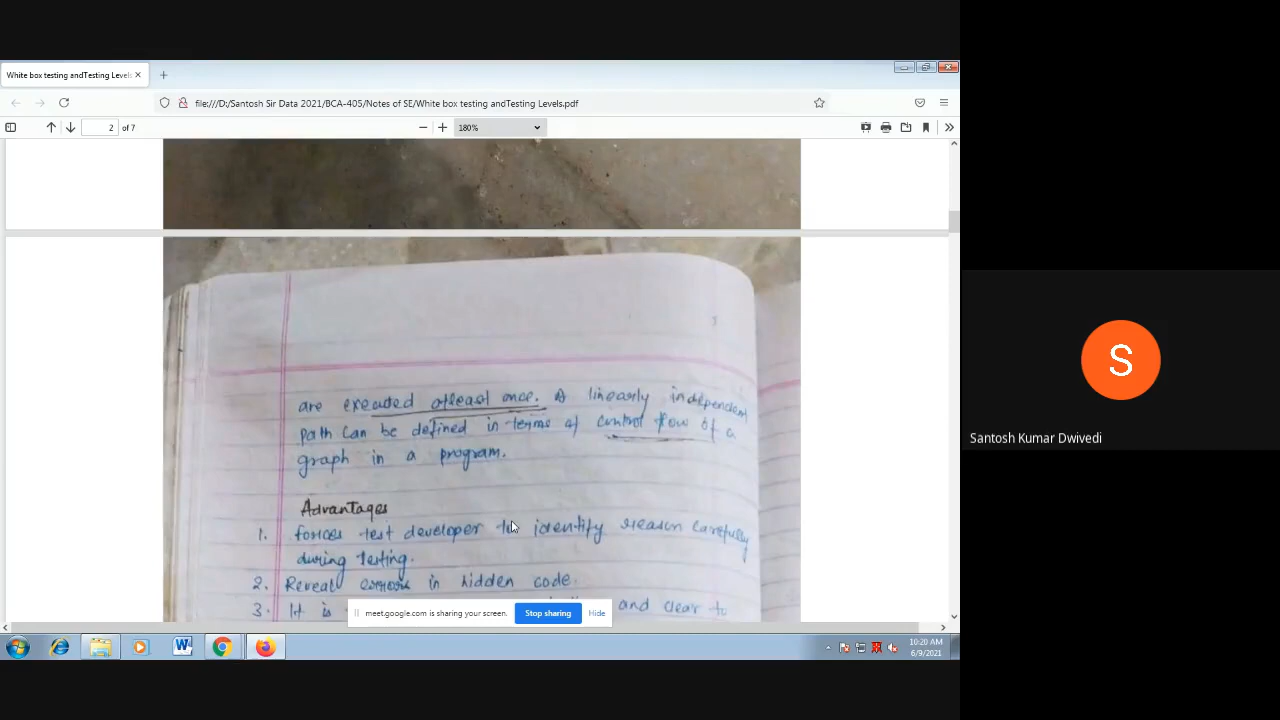 White box testing andTesting Levels
file:///D:/Santosh Sir Data 2021/BCA-405/Notes of SE/White box testing andTesting Levels.pdf
2 of 7
180%
are executed atleast once. A linearly independent
path can be defined in terms of control flow of a
graph in a program.
Advantages
1. forces test developer to identify reason carefully
during testing.
2. Reveal errors in hidden code.
3. It is and clear to
meet.google.com is sharing your screen. Stop sharing Hide
10:20 AM
6/9/2021
S
Santosh Kumar Dwivedi